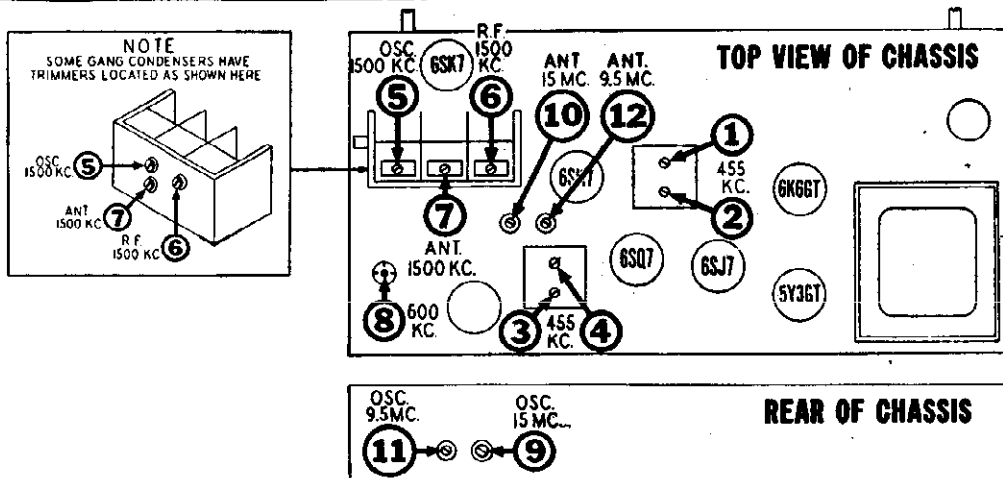 NOTE
SOME GANG CONDENSERS HAVE
TRIMMERS LOCATED AS SHOWN HERE
OSC.
1500 KC.
5
ANT
1500 KC
7
R.F.
1500 KC
6
TOP VIEW OF CHASSIS
OSC.
1500 KC.
5
6SK7
R.F.
1500
KC.
6
ANT
15 MC.
10
ANT.
9.5 MC.
12
1
455
KC.
2
7
ANT.
1500 KC.
6K6GT
6SQ7
6SJ7
5Y3GT
8
600
KC.
3
455
KC.
4
REAR OF CHASSIS
OSC.
9.5 MC.
11
OSC.
15 MC.
9